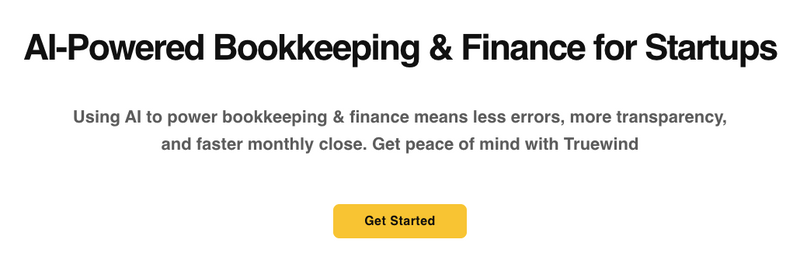 AI-Powered Bookkeeping & Finance for Startups
Using AI to power bookkeeping & finance means less errors, more transparency,
and faster monthly close. Get peace of mind with Truewind
Get Started